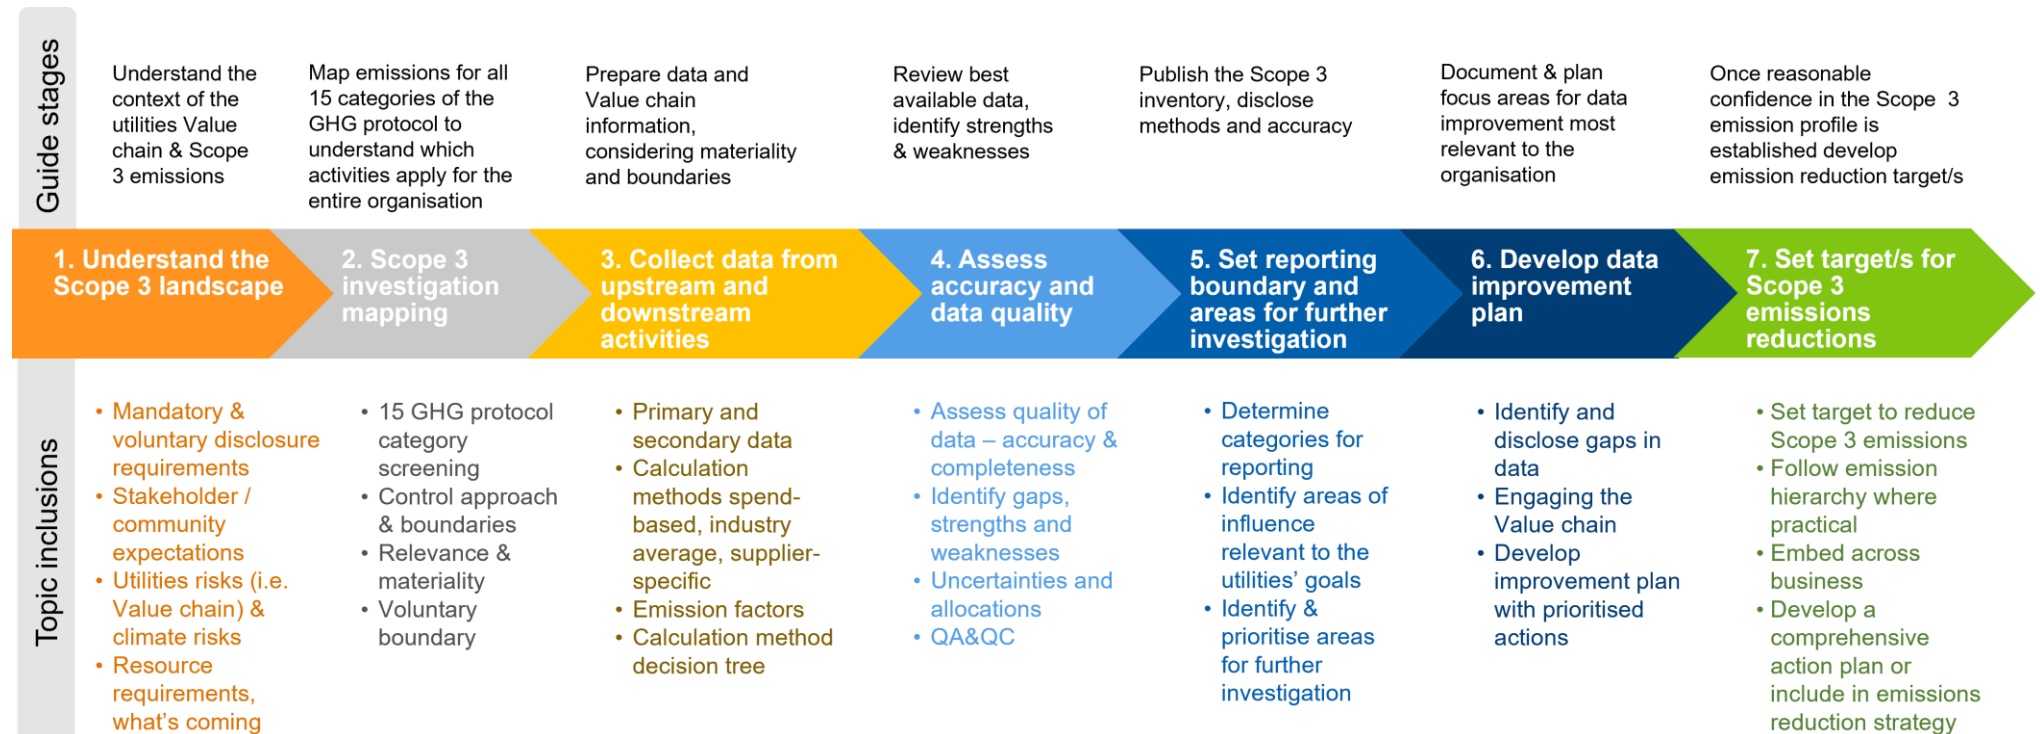 Guide stages
Understand the
context of the
utilities Value
chain & Scope
3 emissions
Map emissions for all
15 categories of the
GHG protocol to
understand which
activities apply for the
entire organisation
Prepare data and
Value chain
information,
considering materiality
and boundaries
Review best
available data,
identify strengths
& weaknesses
Publish the Scope 3
inventory, disclose
methods and accuracy
Document & plan
focus areas for data
improvement most
relevant to the
organisation
Once reasonable
confidence in the Scope 3
emission profile is
established develop
emission reduction target/s
1. Understand the
Scope 3 landscape
2. Scope 3
investigation
mapping
3. Collect data from
upstream and
downstream
activities
4. Assess
accuracy and
data quality
5. Set reporting
boundary and
areas for further
investigation
6. Develop data
improvement
plan
7. Set target/s for
Scope 3
emissions
reductions
Topic inclusions
• Mandatory &
voluntary disclosure
requirements
• Stakeholder /
community
expectations
• Utilities risks (i.e.
Value chain) &
climate risks
• Resource
requirements,
what's coming
• 15 GHG protocol
category
screening
• Control approach
& boundaries
• Relevance &
materiality
• Voluntary
boundary
• Primary and
secondary data
• Calculation
methods spend-
based, industry
average, supplier-
specific
• Emission factors
• Calculation method
decision tree
• Assess quality of
data – accuracy &
completeness
• Identify gaps,
strengths and
weaknesses
• Uncertainties and
allocations
• QA&QC
• Determine
categories for
reporting
• Identify areas of
influence
relevant to the
utilities' goals
• Identify &
prioritise areas
for further
investigation
• Identify and
disclose gaps in
data
• Engaging the
Value chain
• Develop
improvement plan
with prioritised
actions
• Set target to reduce
Scope 3 emissions
• Follow emission
hierarchy where
practical
• Embed across
business
• Develop a
comprehensive
action plan or
include in emissions
reduction strategy